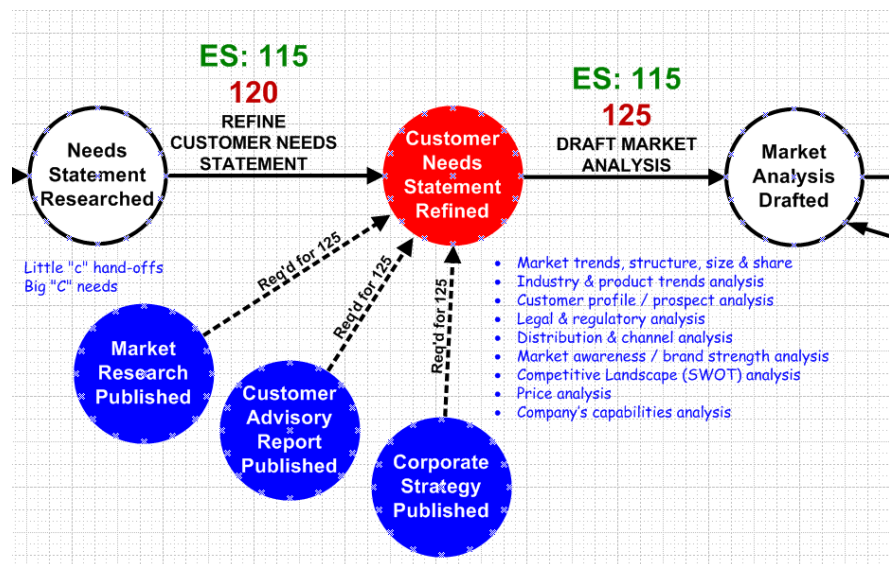 ES: 115
120
REFINE
CUSTOMER NEEDS
STATEMENT
ES: 115
125
DRAFT MARKET
ANALYSIS
Needs
Statement
Researched
Customer
Needs
Statement
Refined
Market
Analysis
Drafted
Little "c" hand-offs
Big "C" needs
Req'd for 125
Req'd for 125
Req'd for 125
Market
Research
Published
Customer
Advisory
Report
Published
Corporate
Strategy
Published
• Market trends, structure, size & share
• Industry & product trends analysis
• Customer profile / prospect analysis
• Legal & regulatory analysis
• Distribution & channel analysis
• Market awareness / brand strength analysis
• Competitive Landscape (SWOT) analysis
• Price analysis
• Company's capabilities analysis